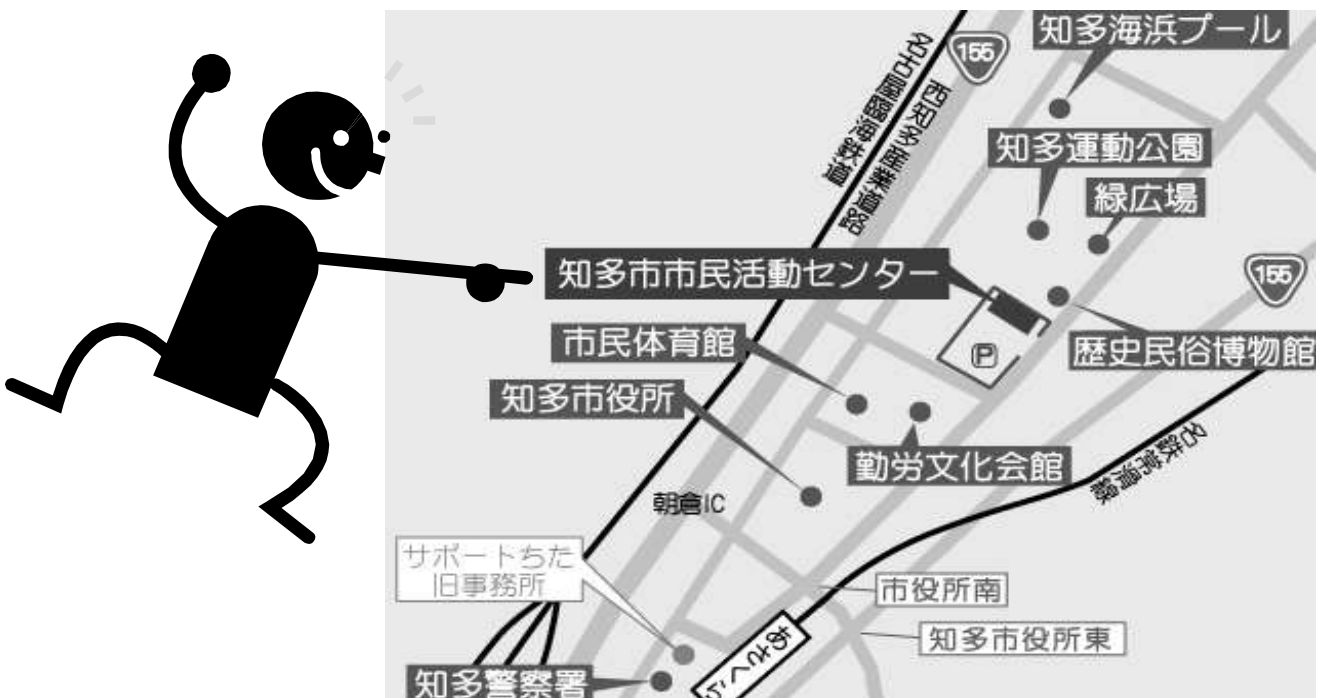 知多海浜プール
155
名古屋臨海鉄道
西知多産業道路
知多運動公園
緑広場
知多市市民活動センター
155
P
歴史民俗博物館
市民体育館
知多市役所
勤労文化会館
名鉄常滑線
朝倉IC
サポートちた
旧事務所
市役所南
知多市役所東
あさくら
知多警察署